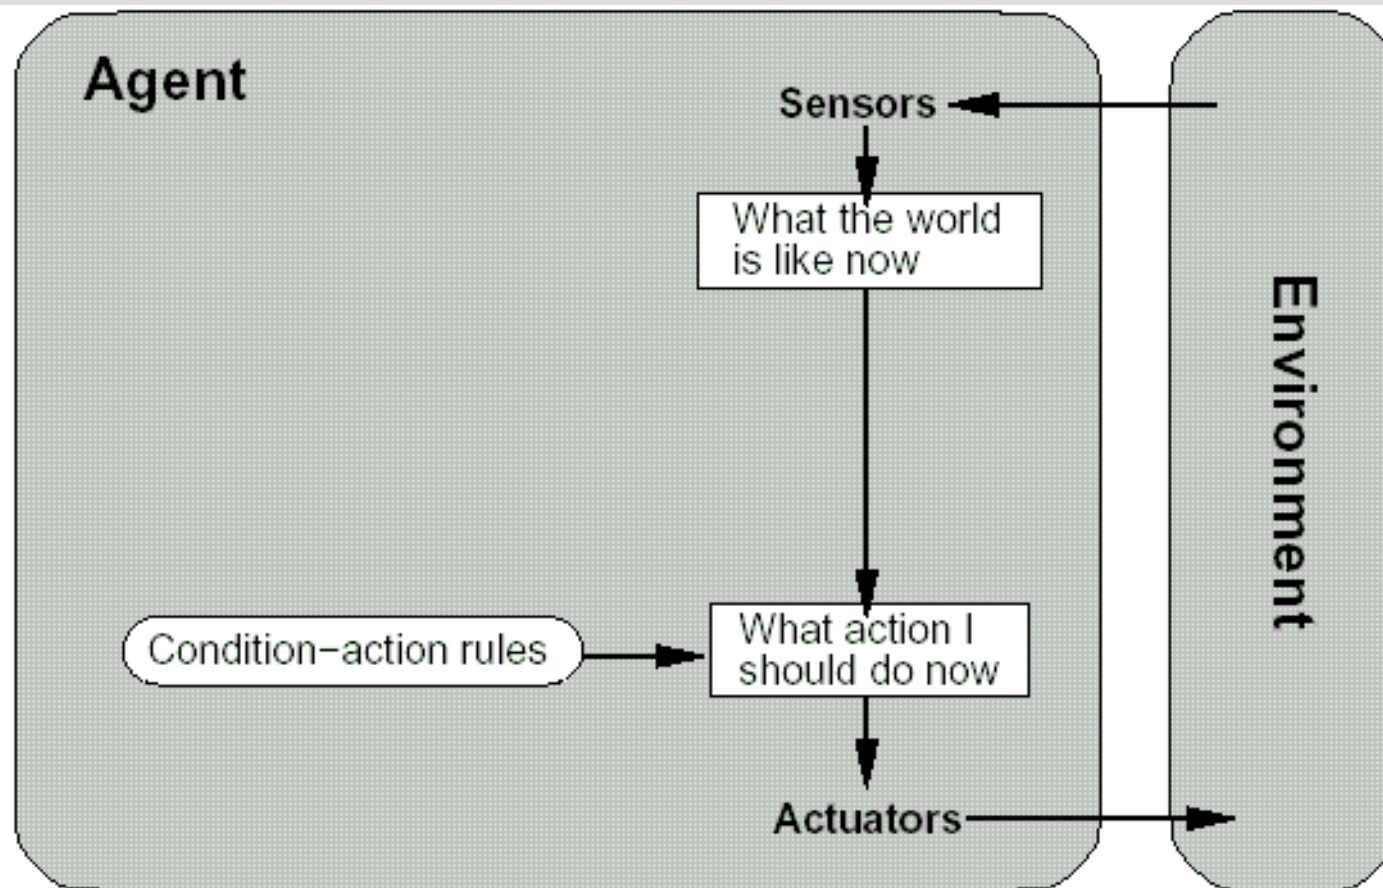 Agent
Sensors
What the world
is like now
Environment
Condition−action rules
What action I
should do now
Actuators